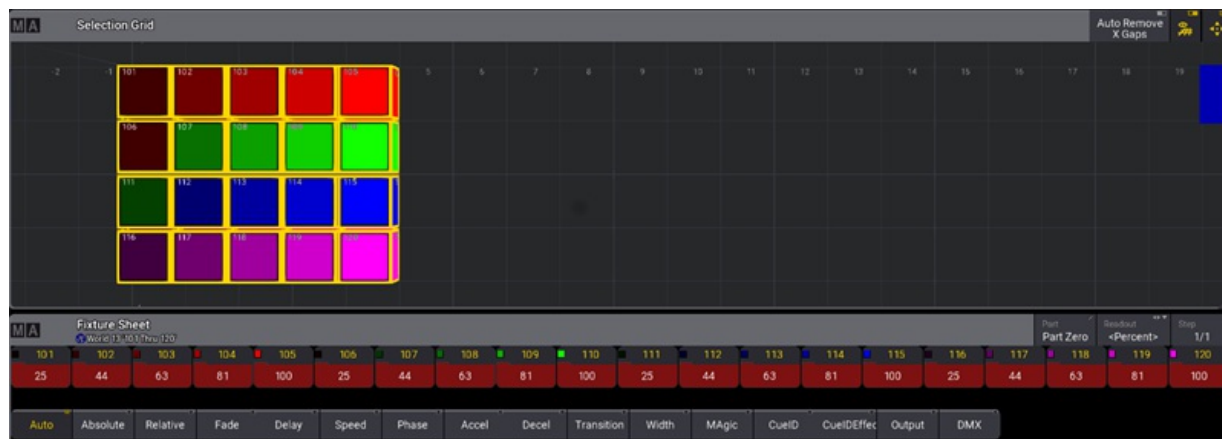 MA Selection Grid Auto Remove
X Gaps
-2 -1 5 6 7 8 9 10 11 12 13 14 15 16 17 18 19
101 102 103 104 105
106 107 108
111 112 113 114 115
116 117 118 119 120
MA Fixture Sheet Part Readout Step
World 13 '101 Thru 120' Part Zero <Percent> 1/1
101 102 103 104 105 106 107 108 109 110 111 112 113 114 115 116 117 118 119 120
25 44 63 81 100 25 44 63 81 100 25 44 63 81 100 25 44 63 81 100
Auto Absolute Relative Fade Delay Speed Phase Accel Decel Transition Width MAgic CueID CueIDEffec Output DMX